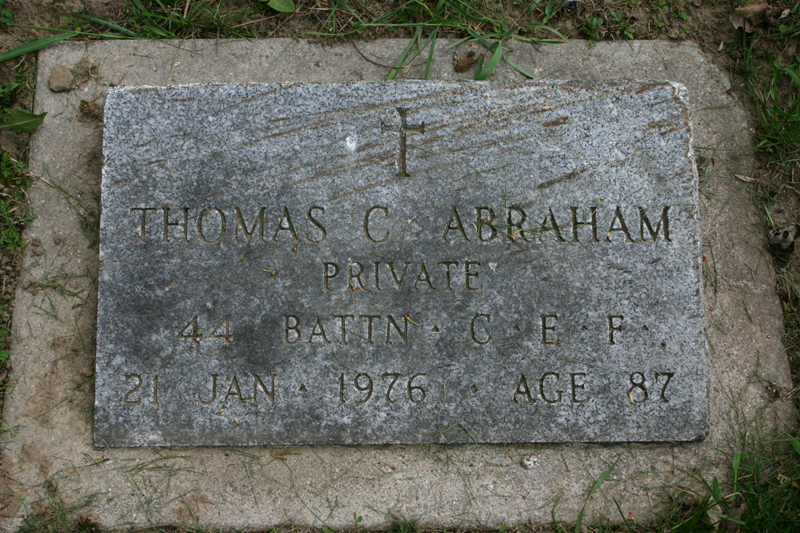 THOMAS C · ABRAHAM
PRIVATE
44 BATTN · C · E · F ·
21 JAN · 1976 · AGE 87